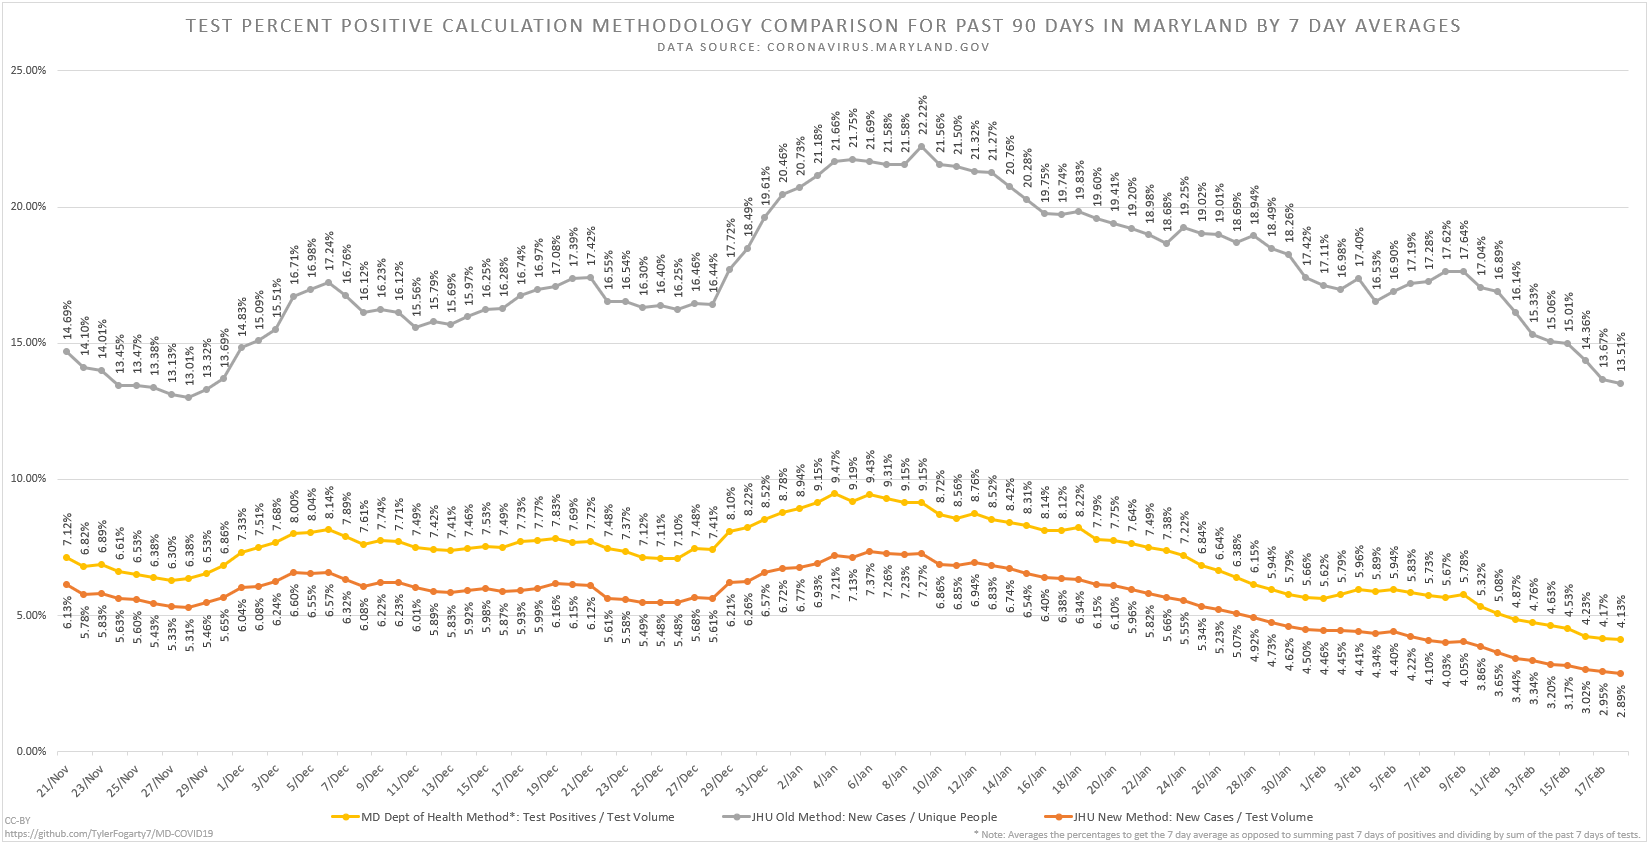 TEST PERCENT POSITIVE CALCULATION METHODOLOGY COMPARISON FOR PAST 90 DAYS IN MARYLAND BY 7 DAY AVERAGES
DATA SOURCE: CORONAVIRUS.MARYLAND.GOV
25.00%
20.00%
15.00%
10.00%
5.00%
0.00%
14.69% 14.10% 14.01% 13.45% 13.47% 13.38% 13.13% 13.01% 13.32% 13.69% 14.83% 15.09% 15.51% 16.71% 16.98% 17.24% 16.76% 16.12% 16.23% 16.12% 15.56% 15.79% 15.69% 15.97% 16.25% 16.28% 16.74% 16.97% 17.08% 17.39% 17.42% 16.55% 16.54% 16.30% 16.40% 16.25% 16.46% 16.44% 17.72% 18.49% 19.61% 20.46% 20.73% 21.18% 21.66% 21.75% 21.69% 21.58% 21.58% 22.22% 21.56% 21.50% 21.32% 21.27% 20.76% 20.28% 19.75% 19.74% 19.83% 19.60% 19.41% 19.20% 18.98% 18.68% 19.25% 19.02% 19.01% 18.69% 18.94% 18.49% 18.26% 17.42% 17.11% 16.98% 17.40% 16.53% 16.90% 17.19% 17.28% 17.62% 17.64% 17.04% 16.89% 16.14% 15.33% 15.06% 15.01% 14.36% 13.67% 13.51%
7.12% 6.82% 6.89% 6.61% 6.53% 6.38% 6.30% 6.38% 6.53% 6.86% 7.33% 7.51% 7.68% 8.00% 8.04% 8.14% 7.89% 7.61% 7.74% 7.71% 7.49% 7.42% 7.41% 7.46% 7.53% 7.49% 7.73% 7.77% 7.83% 7.69% 7.72% 7.48% 7.37% 7.12% 7.11% 7.10% 7.48% 7.41% 8.10% 8.22% 8.52% 8.78% 8.94% 9.15% 9.47% 9.19% 9.43% 9.31% 9.15% 9.15% 8.72% 8.56% 8.76% 8.52% 8.42% 8.31% 8.14% 8.12% 8.22% 7.79% 7.75% 7.64% 7.49% 7.38% 7.22% 6.84% 6.64% 6.38% 6.15% 5.94% 5.79% 5.66% 5.62% 5.79% 5.96% 5.89% 5.94% 5.83% 5.73% 5.67% 5.78% 5.32% 5.08% 4.87% 4.76% 4.63% 4.53% 4.23% 4.17% 4.13%
6.13% 5.78% 5.83% 5.63% 5.60% 5.43% 5.33% 5.31% 5.46% 5.65% 6.04% 6.08% 6.24% 6.60% 6.55% 6.57% 6.32% 6.08% 6.22% 6.23% 6.01% 5.89% 5.83% 5.92% 5.98% 5.87% 5.93% 5.99% 6.16% 6.15% 6.12% 5.61% 5.58% 5.49% 5.48% 5.48% 5.68% 5.61% 6.21% 6.26% 6.57% 6.72% 6.77% 6.93% 7.21% 7.13% 7.37% 7.26% 7.23% 7.27% 6.86% 6.85% 6.94% 6.83% 6.74% 6.54% 6.40% 6.38% 6.34% 6.15% 6.10% 5.96% 5.82% 5.66% 5.55% 5.34% 5.23% 5.07% 4.92% 4.73% 4.62% 4.50% 4.46% 4.45% 4.41% 4.34% 4.40% 4.22% 4.10% 4.03% 4.05% 3.86% 3.65% 3.44% 3.34% 3.20% 3.17% 3.02% 2.95% 2.89%
21/Nov 23/Nov 25/Nov 27/Nov 29/Nov 1/Dec 3/Dec 5/Dec 7/Dec 9/Dec 11/Dec 13/Dec 15/Dec 17/Dec 19/Dec 21/Dec 23/Dec 25/Dec 27/Dec 29/Dec 31/Dec 2/Jan 4/Jan 6/Jan 8/Jan 10/Jan 12/Jan 14/Jan 16/Jan 18/Jan 20/Jan 22/Jan 24/Jan 26/Jan 28/Jan 30/Jan 1/Feb 3/Feb 5/Feb 7/Feb 9/Feb 11/Feb 13/Feb 15/Feb 17/Feb
MD Dept of Health Method*: Test Positives / Test Volume JHU Old Method: New Cases / Unique People JHU New Method: New Cases / Test Volume
CC-BY
https://github.com/TylerFogarty7/MD-COVID19
* Note: Averages the percentages to get the 7 day average as opposed to summing past 7 days of positives and dividing by sum of the past 7 days of tests.